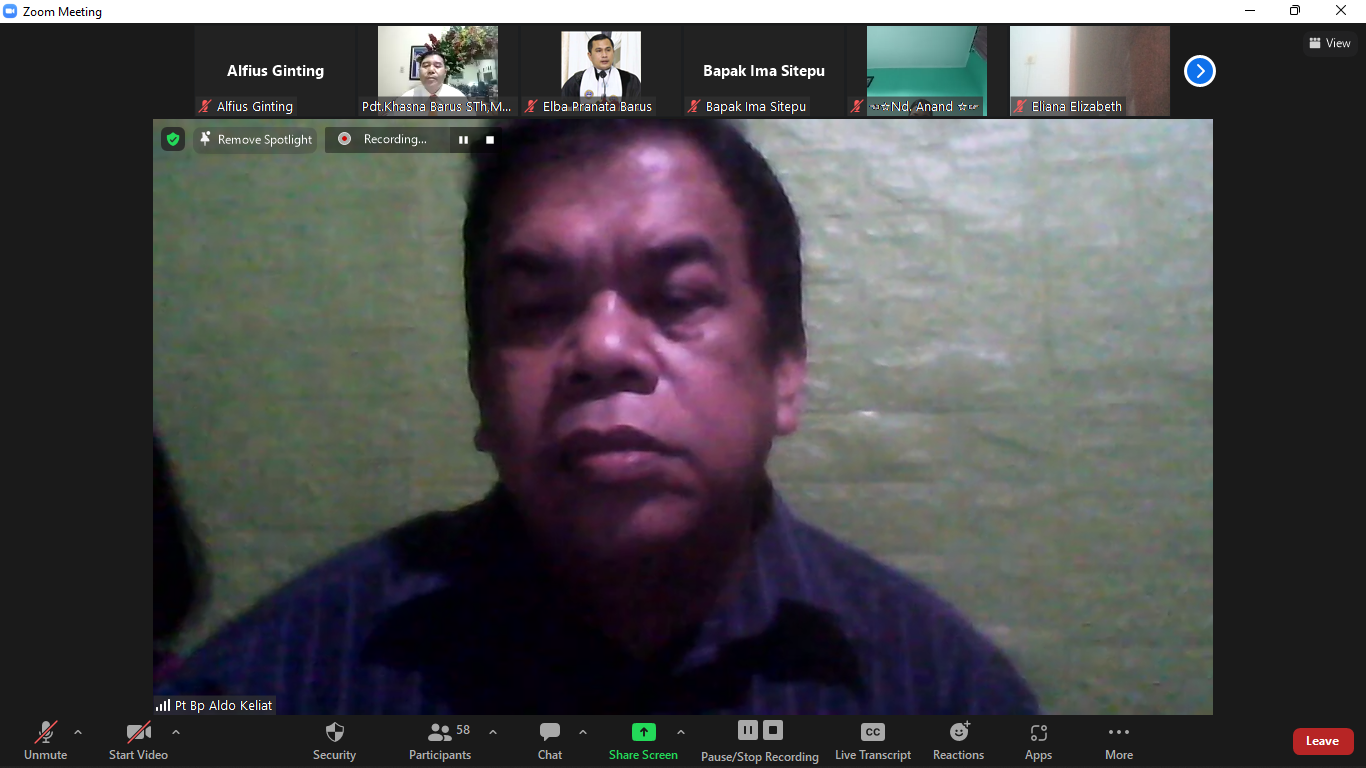 Zoom Meeting
Alfius Ginting
Bapak Ima Sitepu
View
Alfius Ginting
Pdt.Khasna Barus STh,M...
Elba Pranata Barus
Bapak Ima Sitepu
☆Nd. Anand ☆
Eliana Elizabeth
Remove Spotlight
Recording...
Pt Bp Aldo Keliat
58
CC
Unmute
Start Video
Security
Participants
Chat
Share Screen
Pause/Stop Recording
Live Transcript
Reactions
Apps
More
Leave